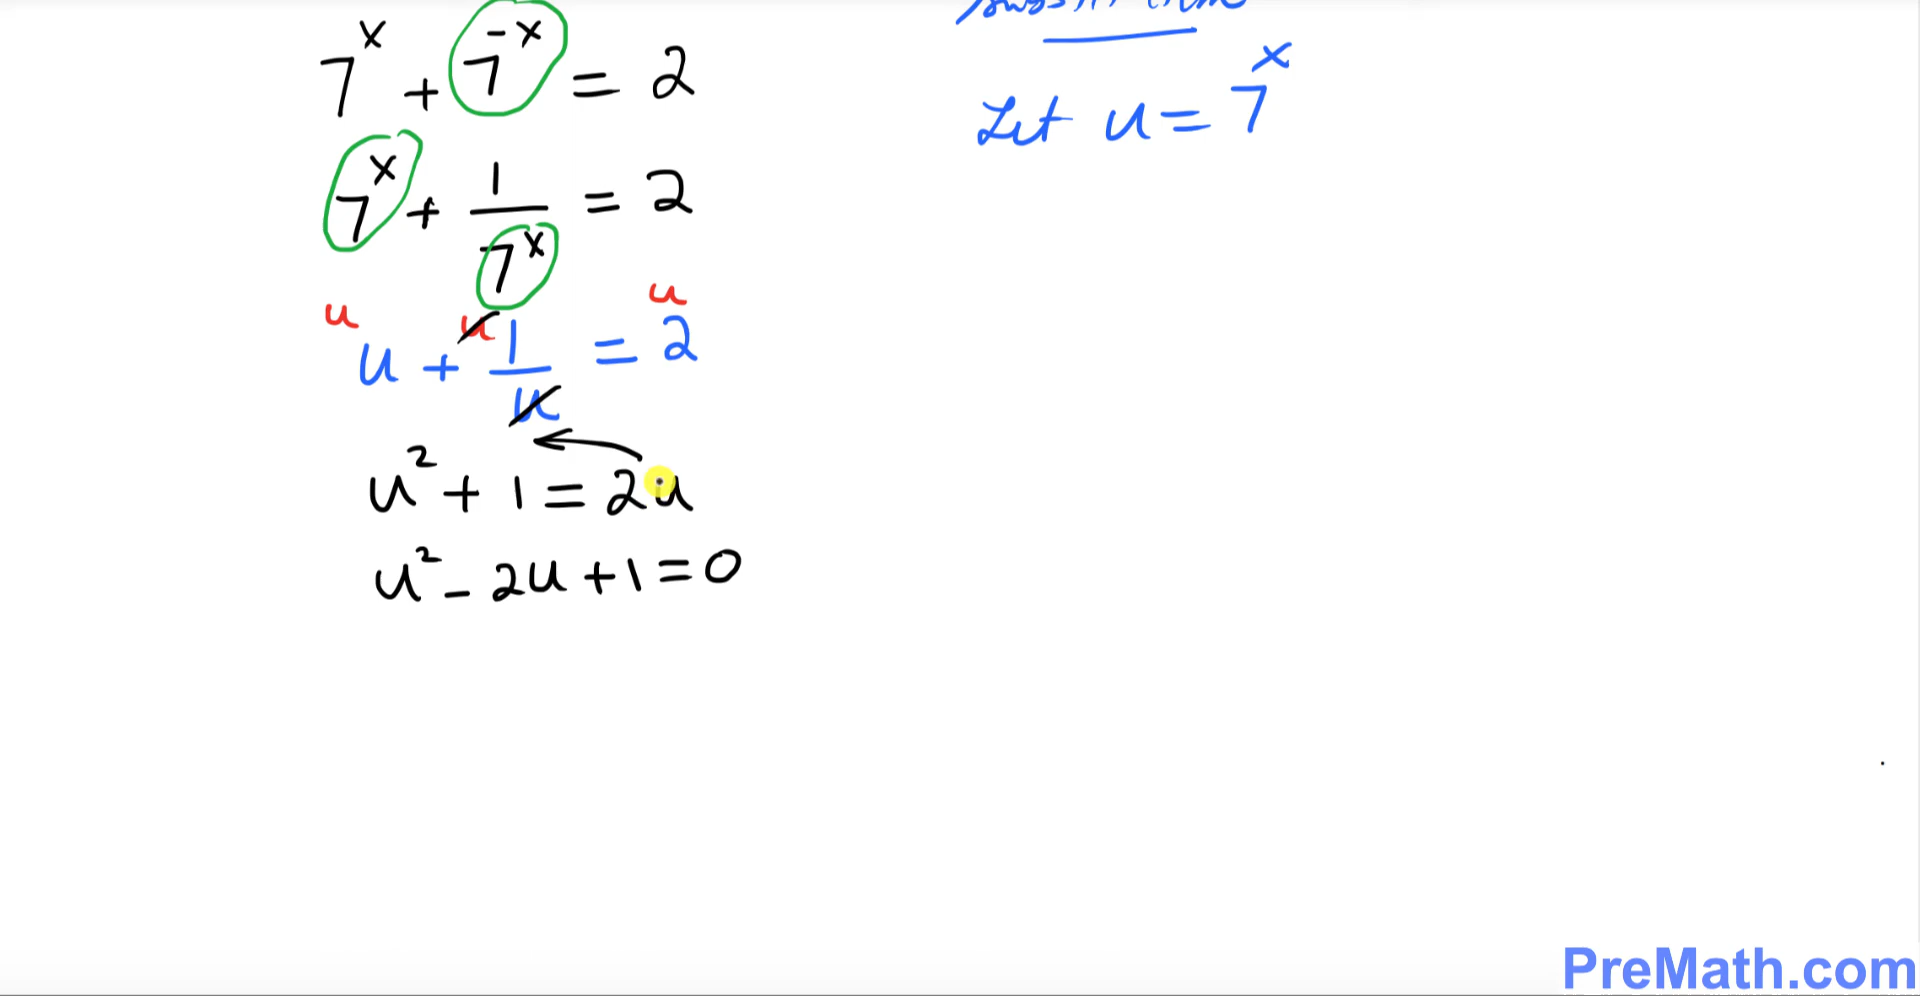 7^x + 7^-x = 2
Let u = 7^x
7^x + 1/7^x = 2
u u u
u + 1/u = 2
u² + 1 = 2u
u² - 2u + 1 = 0
PreMath.com